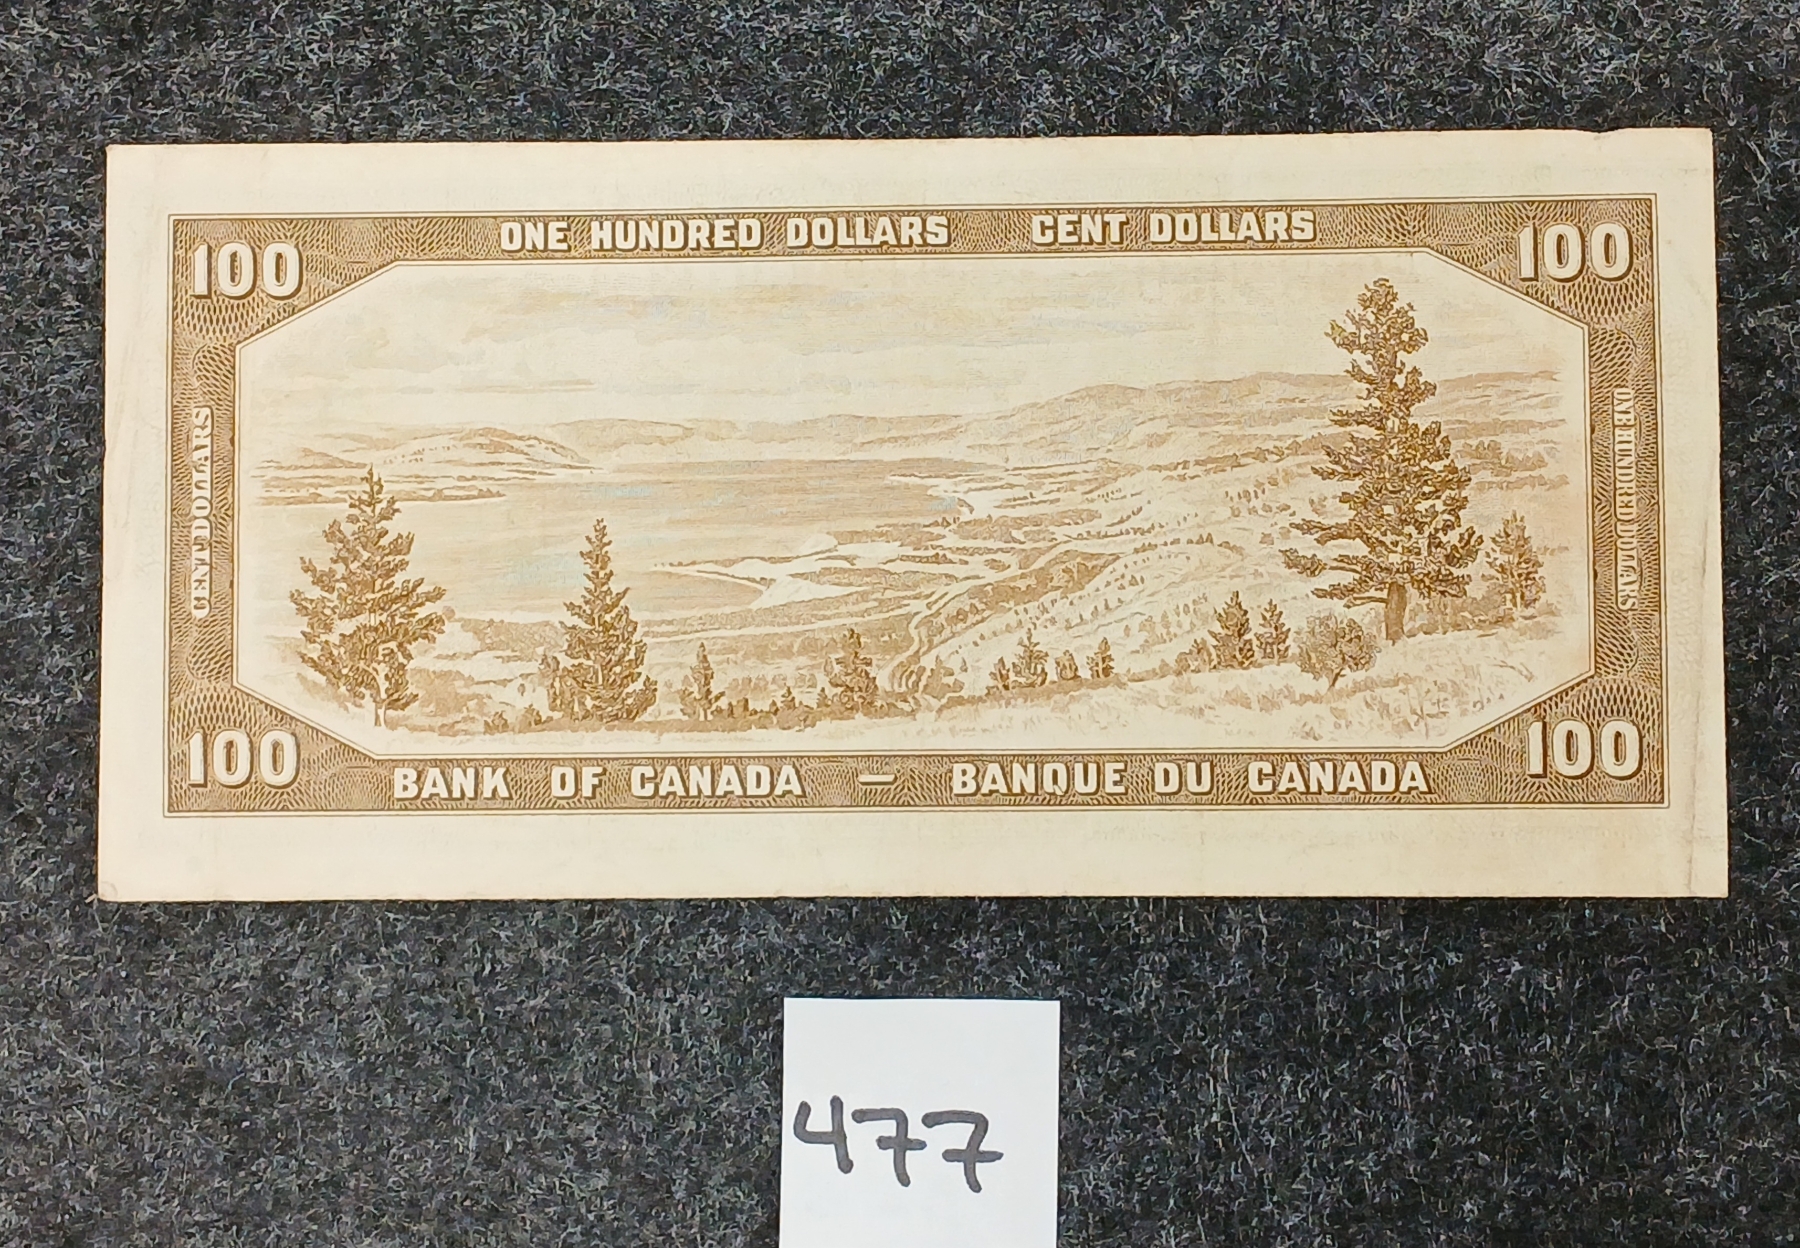 ONE HUNDRED DOLLARS CENT DOLLARS
100 100
CENT DOLLARS
ONE HUNDRED DOLLARS
100 100
BANK OF CANADA — BANQUE DU CANADA
477